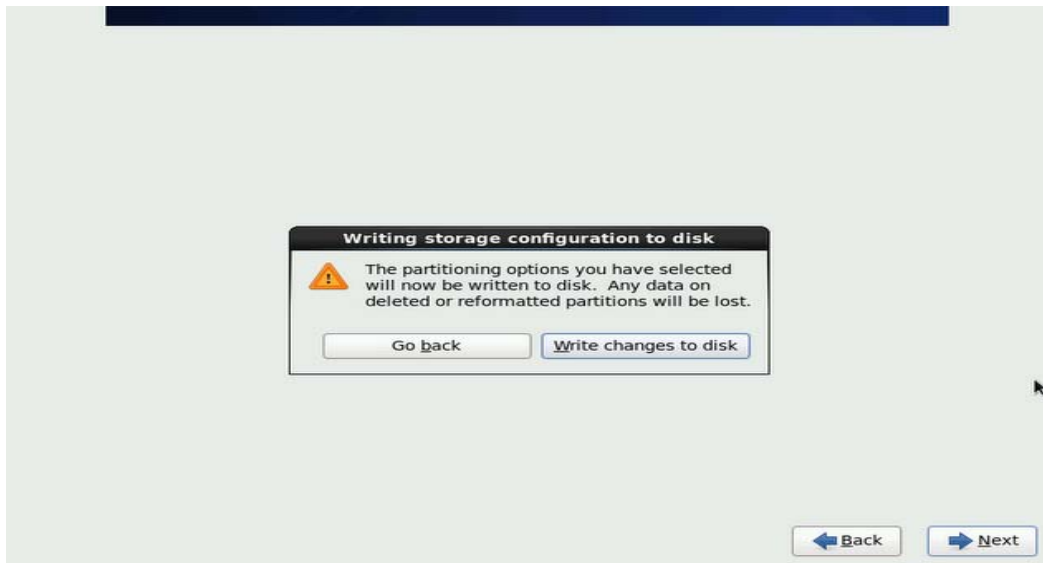 Writing storage configuration to disk
The partitioning options you have selected
will now be written to disk.  Any data on
deleted or reformatted partitions will be lost.
Go back
Write changes to disk
Back
Next